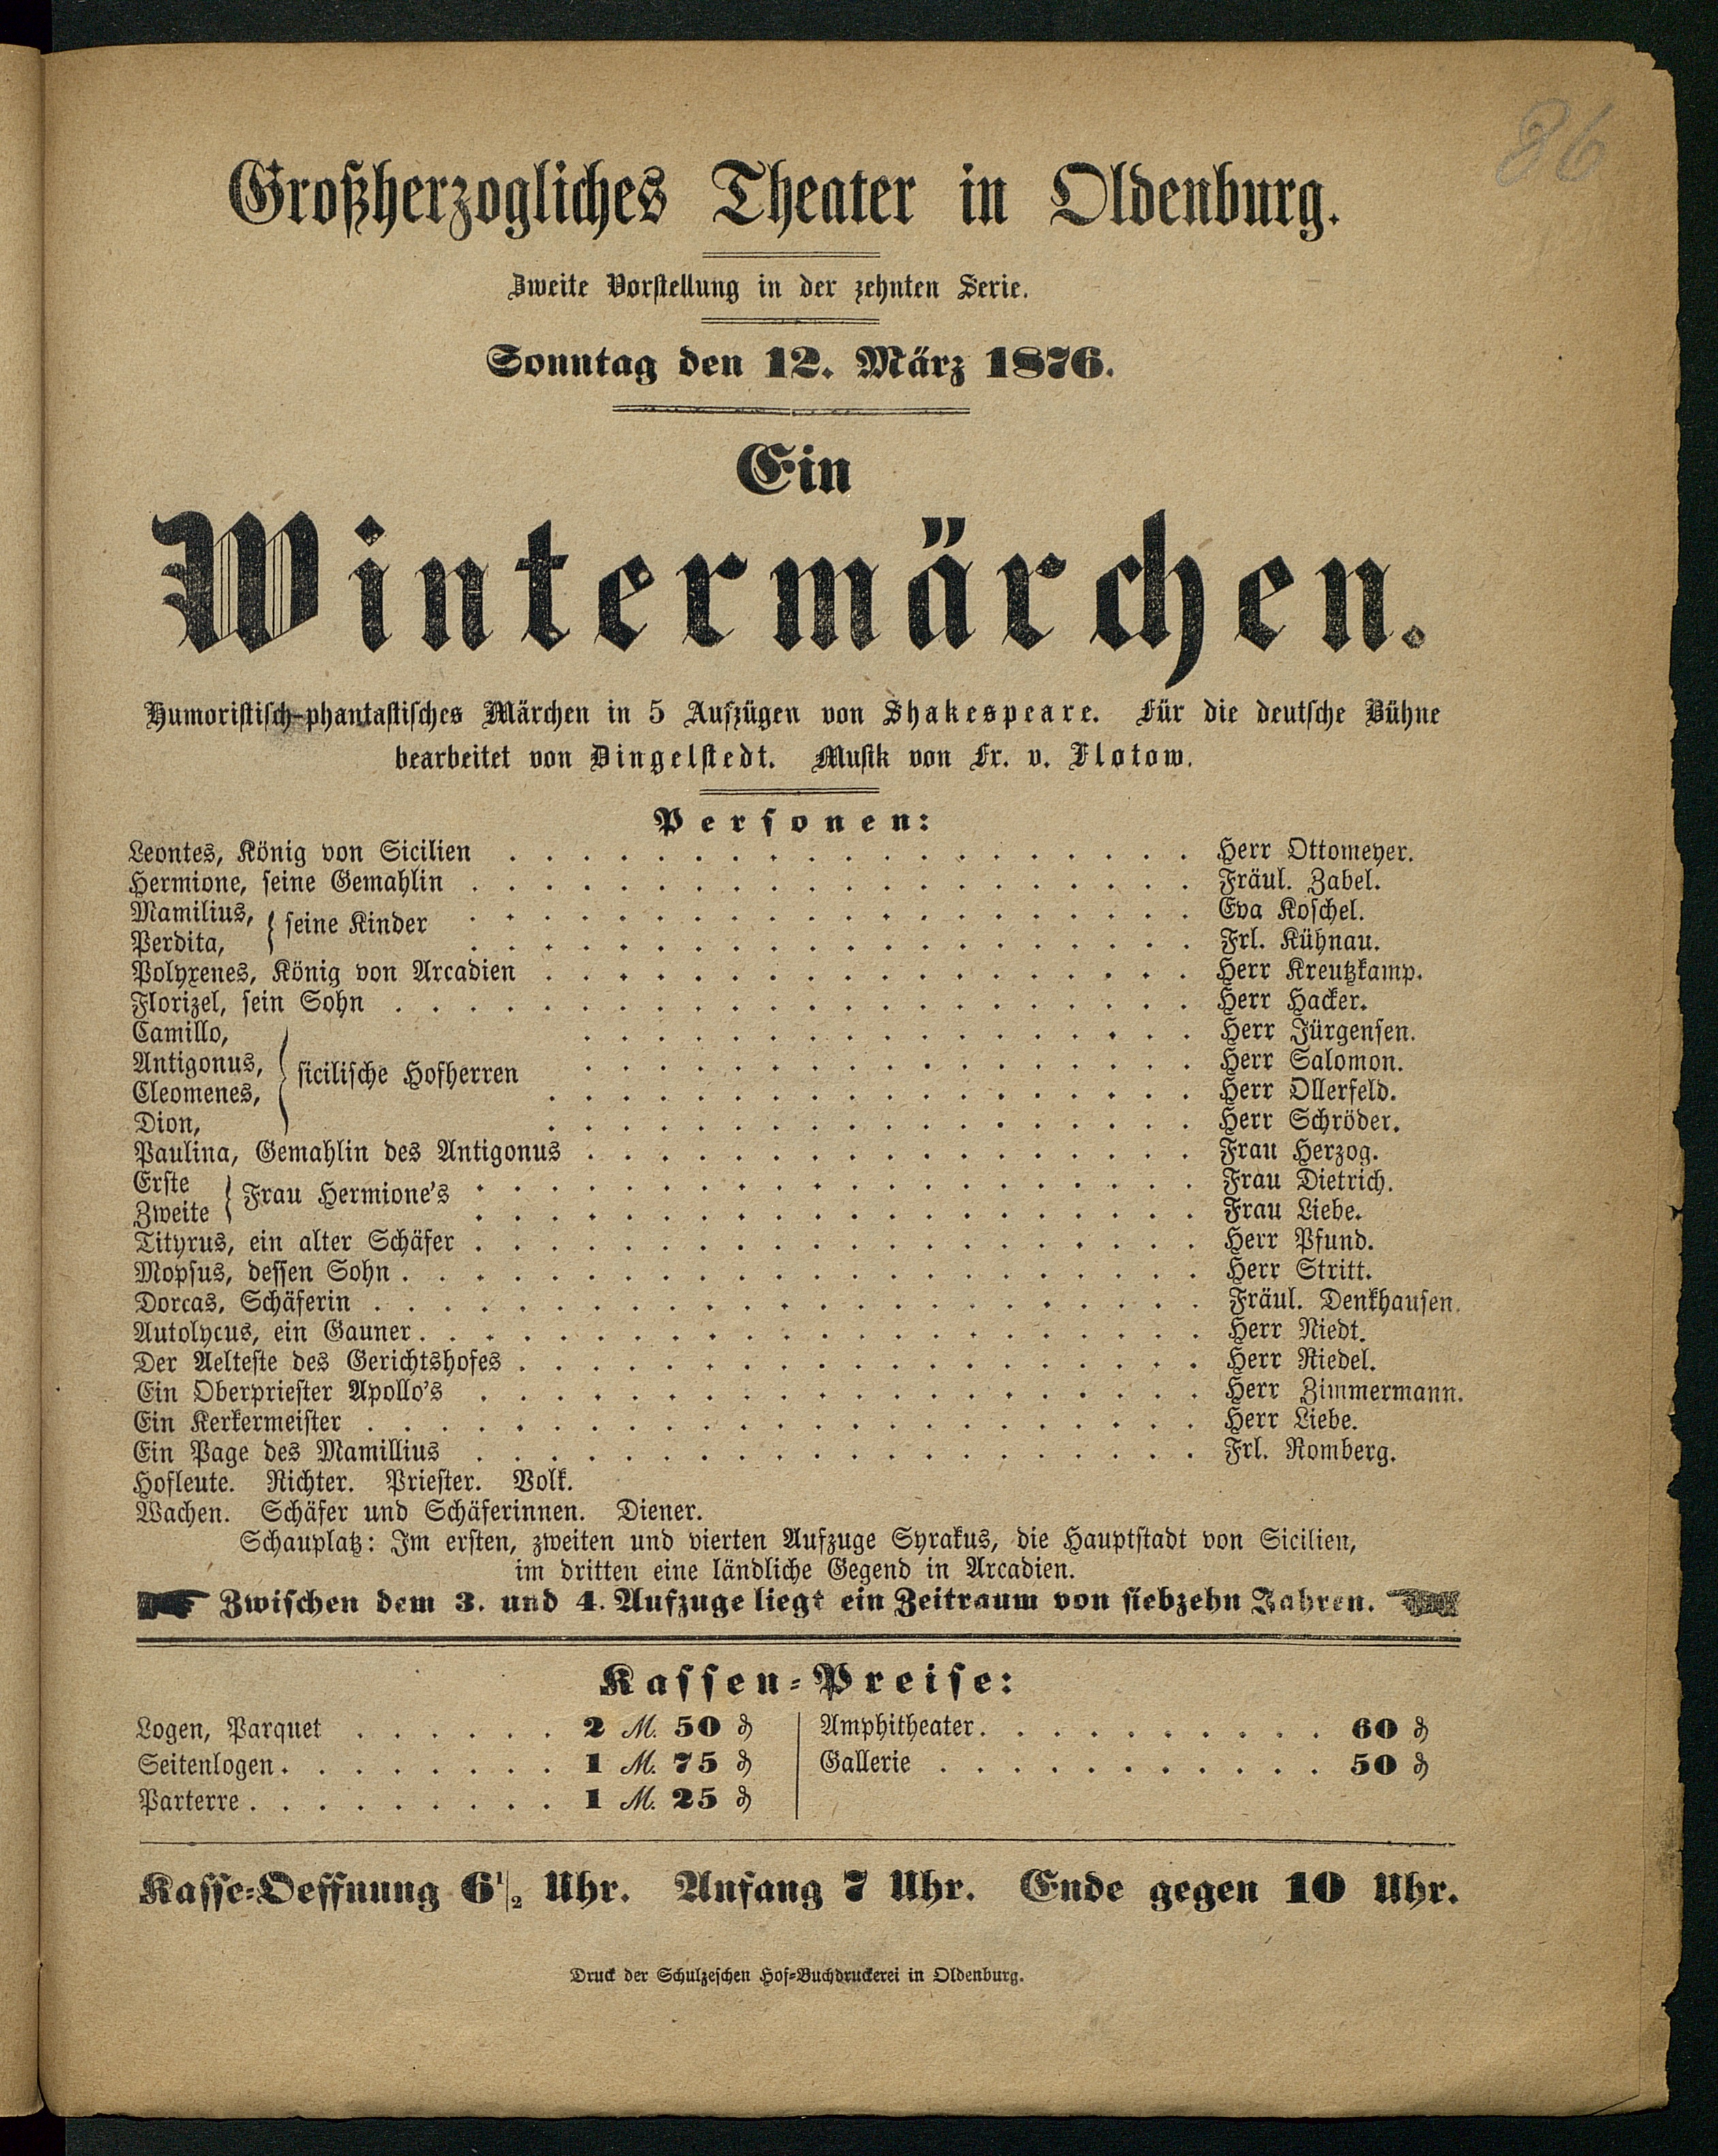 86
Großherzogliches Theater in Oldenburg.
Zweite Vorstellung in der zehnten Serie.
Sonntag den 12. März 1876.
Ein
Wintermärchen.
Humoristisch-phantastisches Märchen in 5 Aufzügen von Shakespeare. Für die deutsche Bühne
bearbeitet von Dingelstedt. Musik von Fr. v. Flotow.
Personen:
Leontes, König von Sicilien . . . . Herr Ottomeyer.
Hermione, seine Gemahlin . . . . Fräul. Zabel.
Mamilius, } seine Kinder . . . . Eva Koschel.
Perdita, . . . . Frl. Kühnau.
Polyxenes, König von Arcadien . . . . Herr Kreutzkamp.
Florizel, sein Sohn . . . . Herr Hacker.
Camillo, . . . . Herr Jürgensen.
Antigonus, } sicilische Hofherren . . . . Herr Salomon.
Cleomenes, . . . . Herr Ollerfeld.
Dion, . . . . Herr Schröder.
Paulina, Gemahlin des Antigonus . . . . Frau Herzog.
Erste } Frau Hermione's . . . . Frau Dietrich.
Zweite . . . . Frau Liebe.
Tityrus, ein alter Schäfer . . . . Herr Pfund.
Mopsus, dessen Sohn . . . . Herr Stritt.
Dorcas, Schäferin . . . . Fräul. Denkhausen.
Autolycus, ein Gauner . . . . Herr Niedt.
Der Aelteste des Gerichtshofes . . . . Herr Riedel.
Ein Oberpriester Apollo's . . . . Herr Zimmermann.
Ein Kerkermeister . . . . Herr Liebe.
Ein Page des Mamillius . . . . Frl. Romberg.
Hofleute. Richter. Priester. Volk.
Wachen. Schäfer und Schäferinnen. Diener.
Schauplatz: Im ersten, zweiten und vierten Aufzuge Syrakus, die Hauptstadt von Sicilien,
im dritten eine ländliche Gegend in Arcadien.
Zwischen dem 3. und 4. Aufzuge liegt ein Zeitraum von siebzehn Jahren.
Kassen-Preise:
Logen, Parquet . . . . 2 M. 50 ₰
Seitenlogen . . . . 1 M. 75 ₰
Parterre . . . . 1 M. 25 ₰
Amphitheater . . . . 60 ₰
Gallerie . . . . 50 ₰
Kasse-Oeffnung 6 1/2 Uhr. Anfang 7 Uhr. Ende gegen 10 Uhr.
Druck der Schulzeschen Hof-Buchdruckerei in Oldenburg.